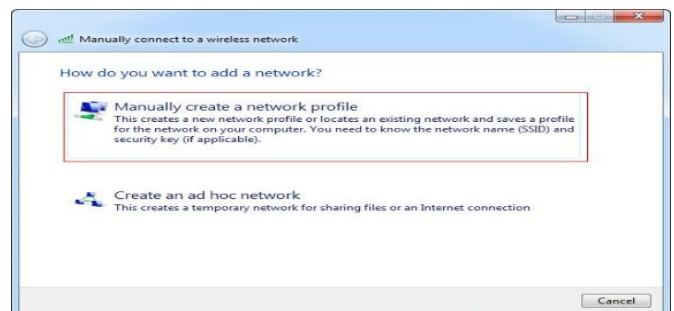 Manually connect to a wireless network
How do you want to add a network?
Manually create a network profile
This creates a new network profile or locates an existing network and saves a profile
for the network on your computer. You need to know the network name (SSID) and
security key (if applicable).
Create an ad hoc network
This creates a temporary network for sharing files or an Internet connection
Cancel